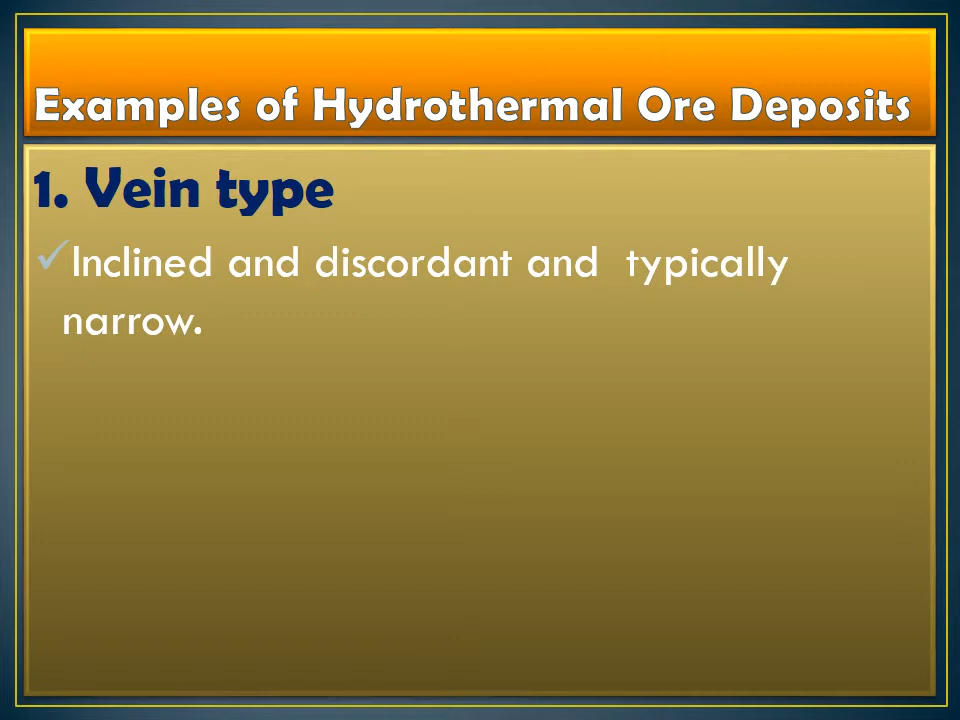 Examples of Hydrothermal Ore Deposits
1. Vein type
✓Inclined and discordant and  typically
narrow.